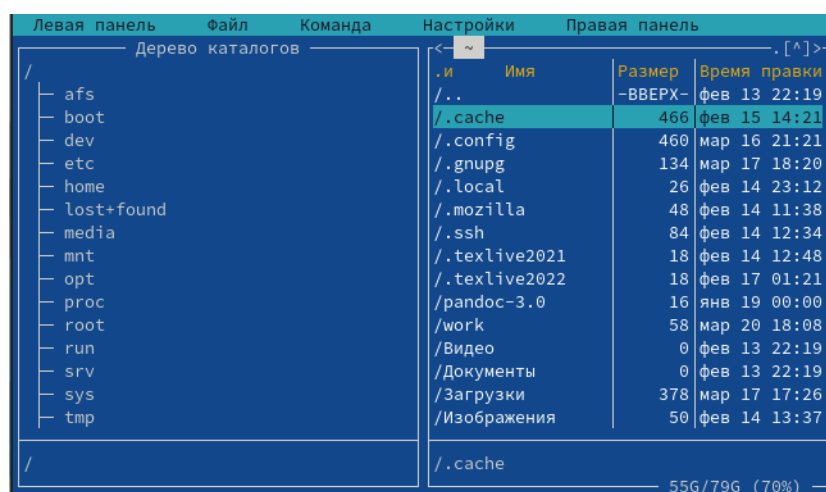 Левая панель Файл Команда Настройки Правая панель
Дерево каталогов
/
afs
boot
dev
etc
home
lost+found
media
mnt
opt
proc
root
run
srv
sys
tmp
/
<─ ~ .[^]>
.и Имя Размер Время правки
/.. -ВВЕРХ- фев 13 22:19
/.cache 466 фев 15 14:21
/.config 460 мар 16 21:21
/.gnupg 134 мар 17 18:20
/.local 26 фев 14 23:12
/.mozilla 48 фев 14 11:38
/.ssh 84 фев 14 12:34
/.texlive2021 18 фев 14 12:48
/.texlive2022 18 фев 17 01:21
/pandoc-3.0 16 янв 19 00:00
/work 58 мар 20 18:08
/Видео 0 фев 13 22:19
/Документы 0 фев 13 22:19
/Загрузки 378 мар 17 17:26
/Изображения 50 фев 14 13:37
/.cache
55G/79G (70%)